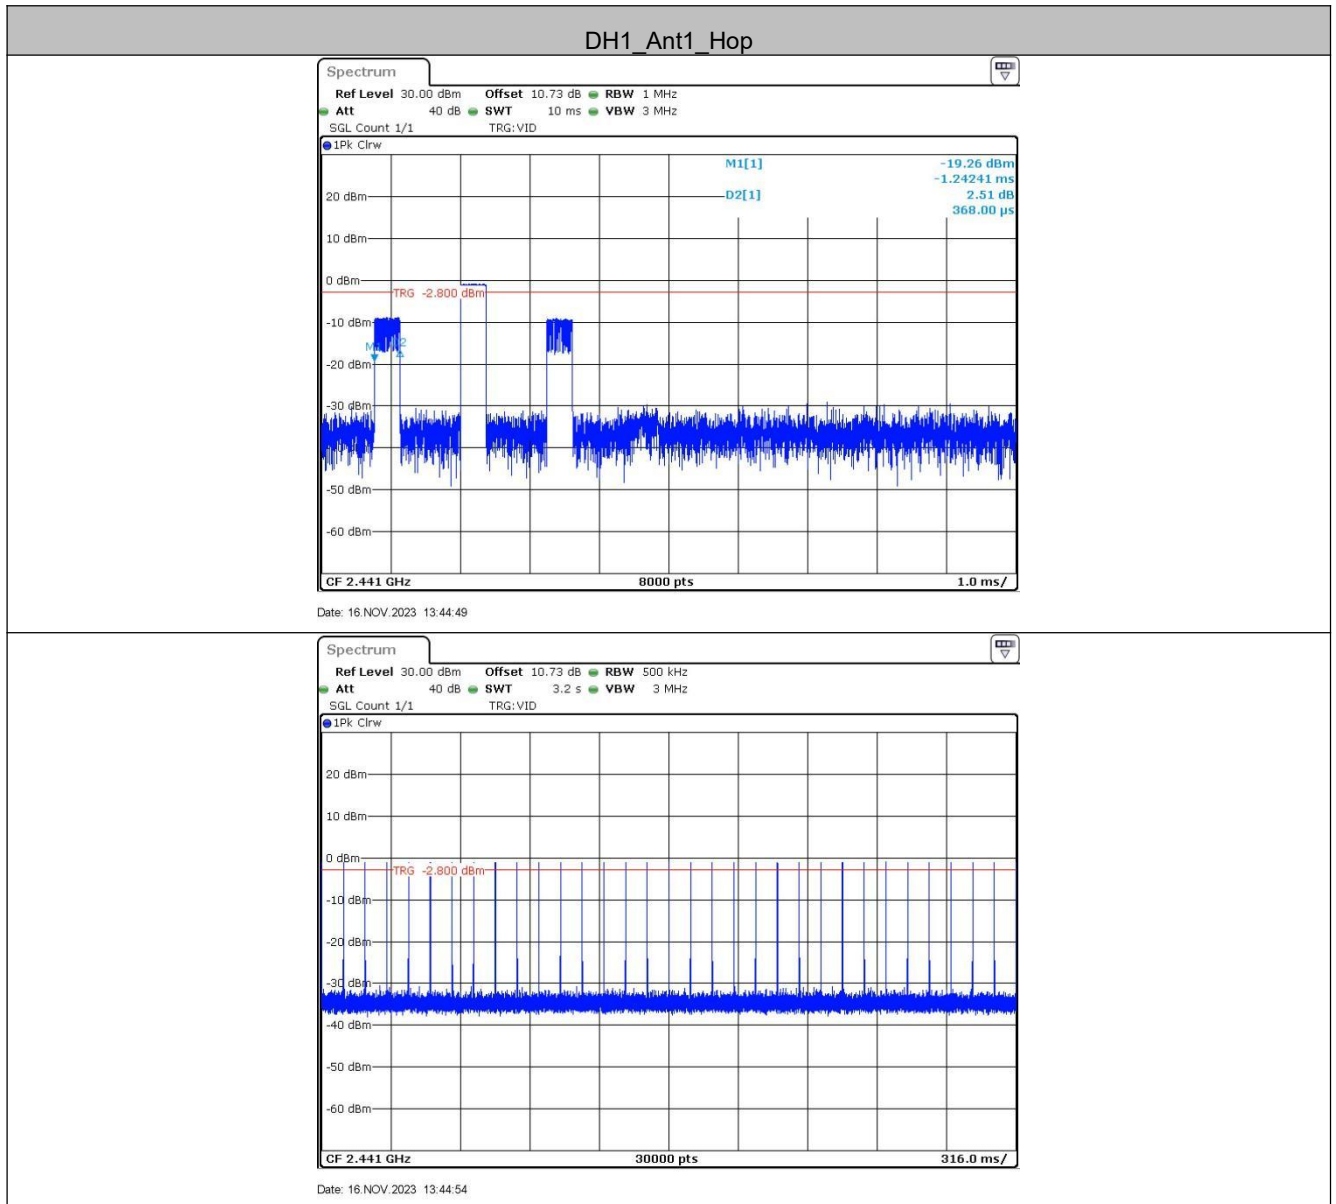 DH1_Ant1_Hop
Spectrum
Ref Level 30.00 dBm Offset 10.73 dB RBW 1 MHz
Att 40 dB SWT 10 ms VBW 3 MHz
SGL Count 1/1 TRG:VID
1Pk Clrw
M1[1] -19.26 dBm
-1.24241 ms
20 dBm
D2[1] 2.51 dB
368.00 µs
10 dBm
0 dBm
TRG -2.800 dBm
-10 dBm
-20 dBm
-30 dBm
-50 dBm
-60 dBm
CF 2.441 GHz 8000 pts 1.0 ms/
Date: 16.NOV.2023 13:44:49
Spectrum
Ref Level 30.00 dBm Offset 10.73 dB RBW 500 kHz
Att 40 dB SWT 3.2 s VBW 3 MHz
SGL Count 1/1 TRG:VID
1Pk Clrw
20 dBm
10 dBm
0 dBm
TRG -2.800 dBm
-10 dBm
-20 dBm
-30 dBm
-40 dBm
-50 dBm
-60 dBm
CF 2.441 GHz 30000 pts 316.0 ms/
Date: 16.NOV.2023 13:44:54